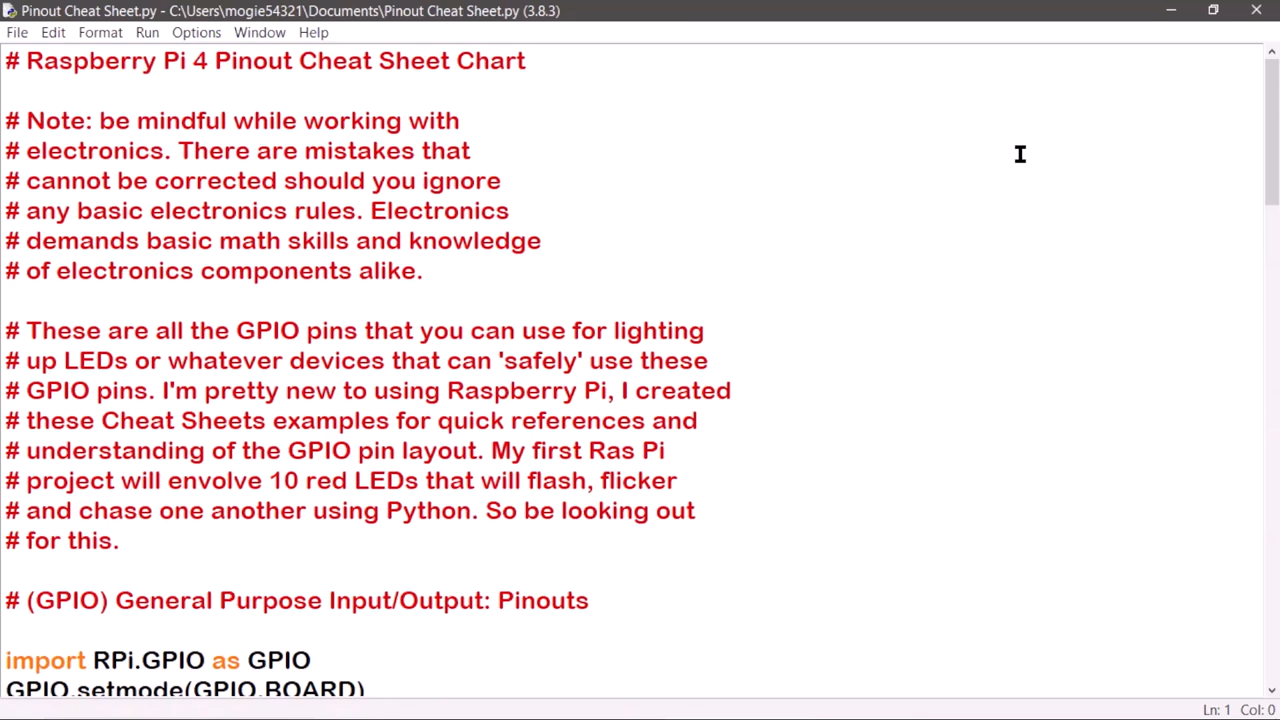 Pinout Cheat Sheet.py - C:\Users\mogie54321\Documents\Pinout Cheat Sheet.py (3.8.3)
File Edit Format Run Options Window Help
# Raspberry Pi 4 Pinout Cheat Sheet Chart
# Note: be mindful while working with
# electronics. There are mistakes that
# cannot be corrected should you ignore
# any basic electronics rules. Electronics
# demands basic math skills and knowledge
# of electronics components alike.
# These are all the GPIO pins that you can use for lighting
# up LEDs or whatever devices that can 'safely' use these
# GPIO pins. I'm pretty new to using Raspberry Pi, I created
# these Cheat Sheets examples for quick references and
# understanding of the GPIO pin layout. My first Ras Pi
# project will envolve 10 red LEDs that will flash, flicker
# and chase one another using Python. So be looking out
# for this.
# (GPIO) General Purpose Input/Output: Pinouts
import RPi.GPIO as GPIO
GPIO.setmode(GPIO.BOARD)
Ln: 1 Col: 0